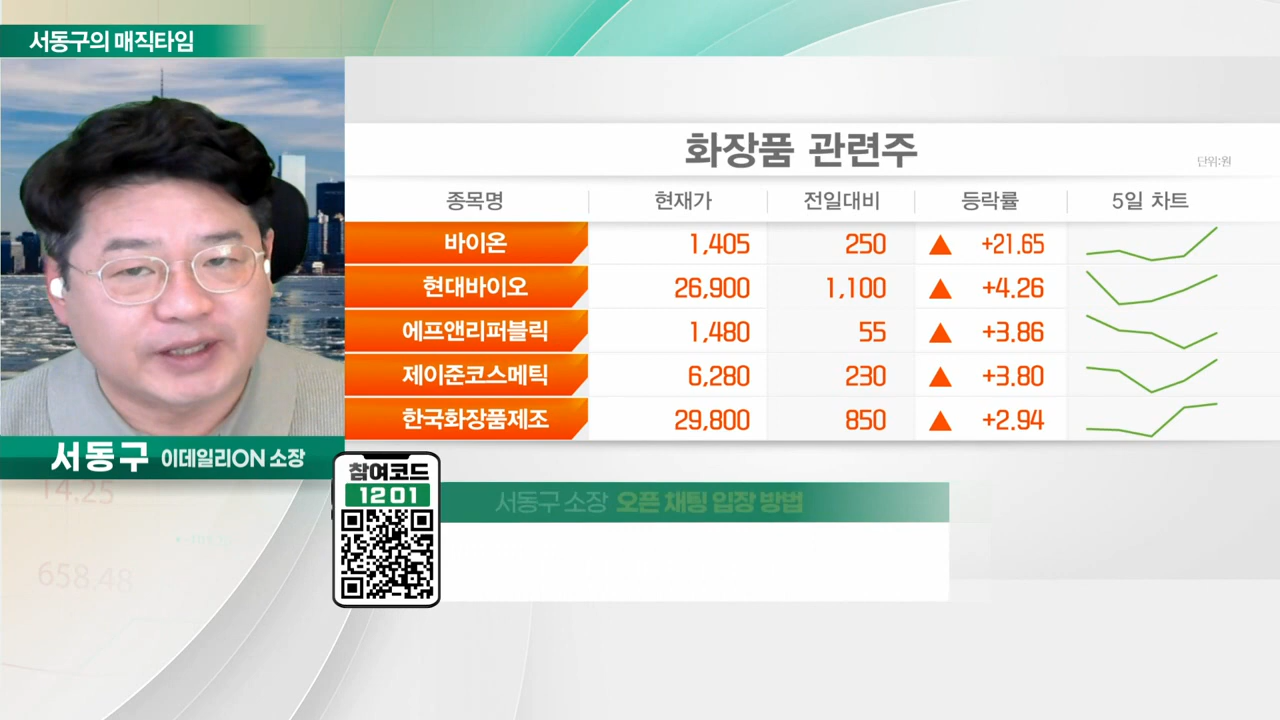 서동구의 매직타임
화장품 관련주
단위:원
종목명 현재가 전일대비 등락률 5일 차트
바이온 1,405 250 ▲ +21.65
현대바이오 26,900 1,100 ▲ +4.26
에프앤리퍼블릭 1,480 55 ▲ +3.86
제이준코스메틱 6,280 230 ▲ +3.80
한국화장품제조 29,800 850 ▲ +2.94
서동구 이데일리ON 소장
참여코드
1201
서동구 소장 오픈 채팅 입장 방법
14.25
658.48